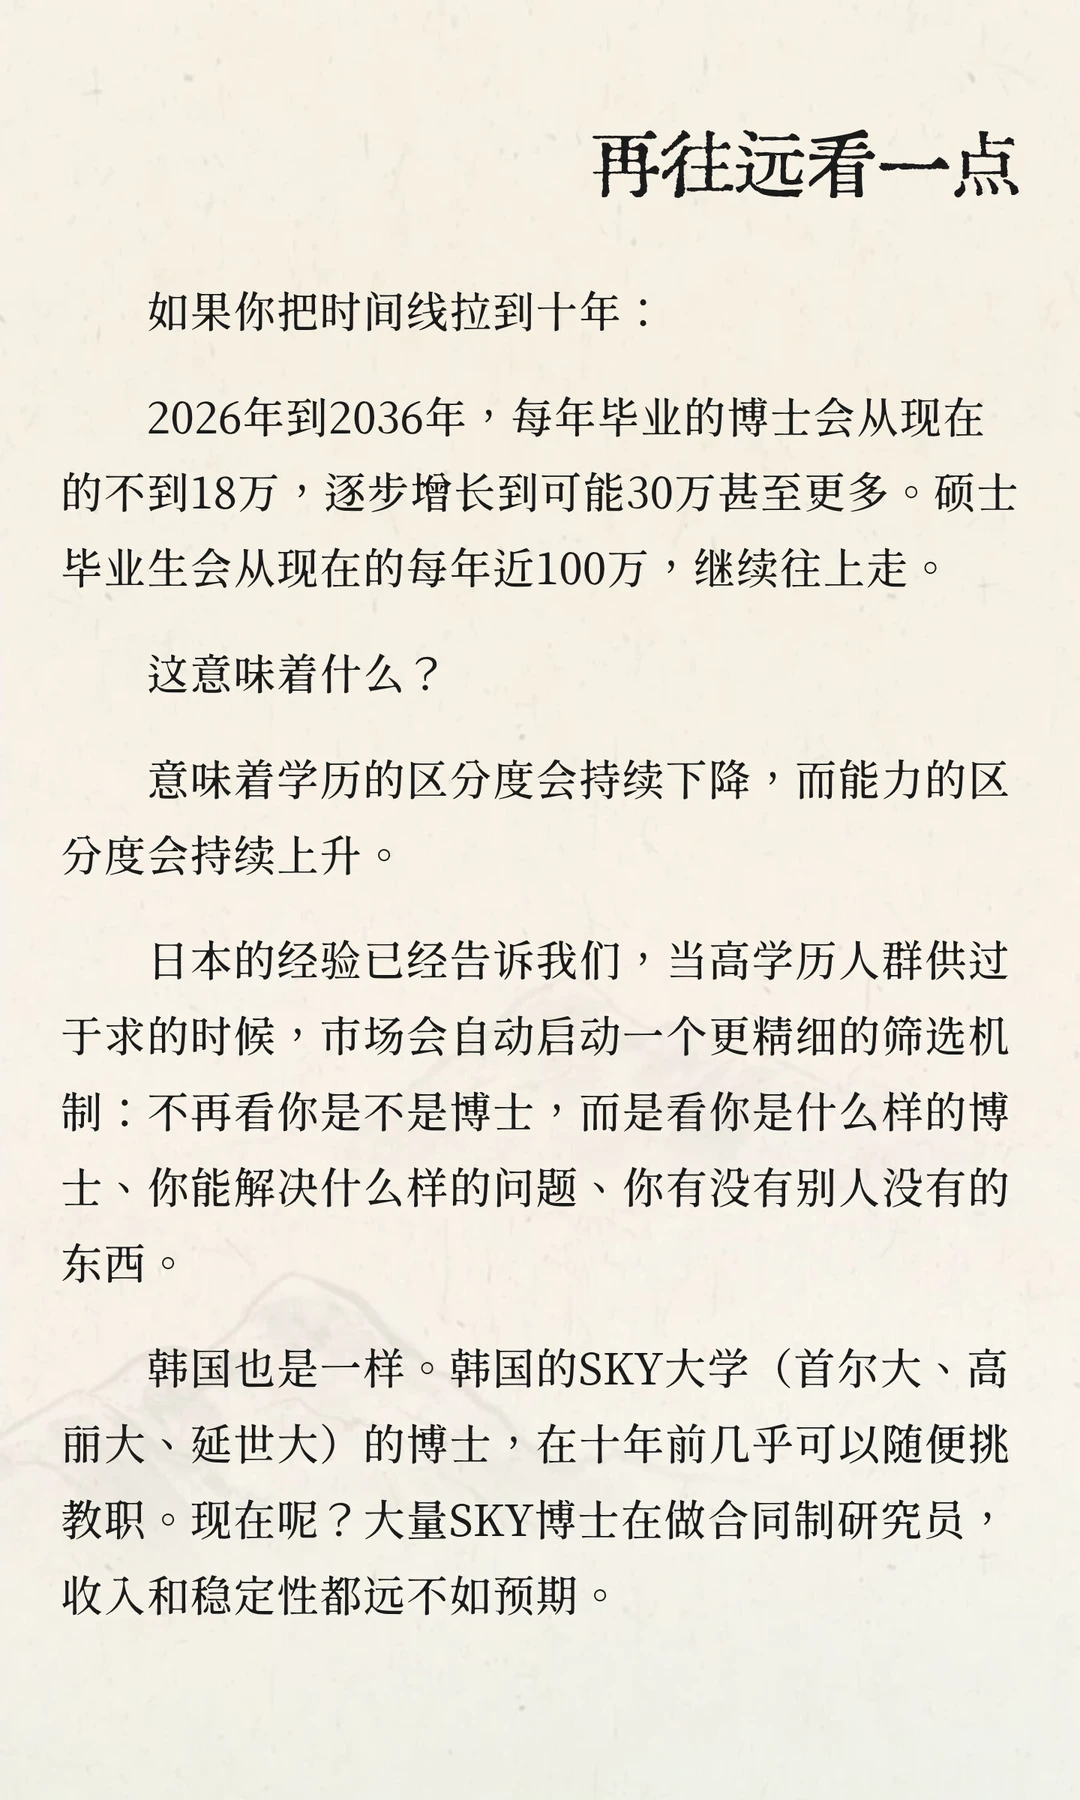 再往远看一点
如果你把时间线拉到十年：
2026年到2036年，每年毕业的博士会从现在
的不到18万，逐步增长到可能30万甚至更多。硕士
毕业生会从现在的每年近100万，继续往上走。
这意味着什么？
意味着学历的区分度会持续下降，而能力的区
分度会持续上升。
日本的经验已经告诉我们，当高学历人群供过
于求的时候，市场会自动启动一个更精细的筛选机
制：不再看你是不是博士，而是看你是什么样的博
士、你能解决什么样的问题、你有没有别人没有的
东西。
韩国也是一样。韩国的SKY大学（首尔大、高
丽大、延世大）的博士，在十年前几乎可以随便挑
教职。现在呢？大量SKY博士在做合同制研究员，
收入和稳定性都远不如预期。